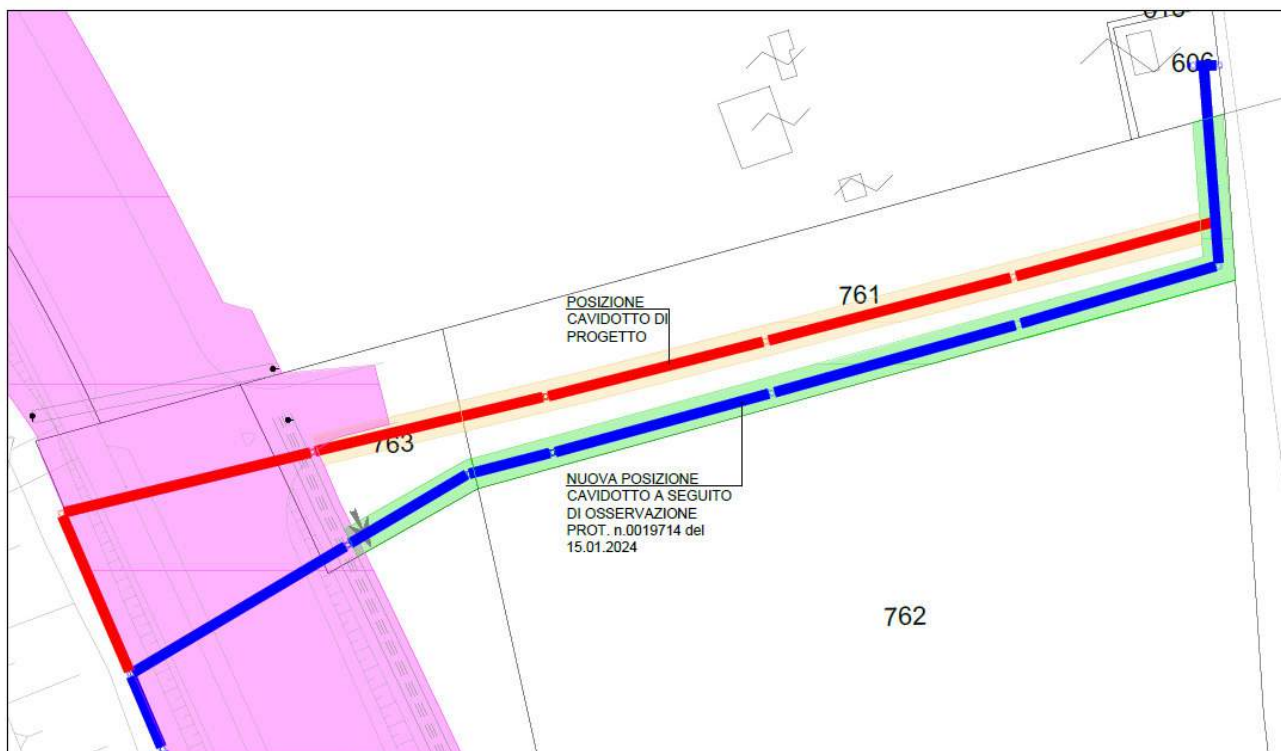 606
761
POSIZIONE
CAVIDOTTO DI
PROGETTO
763
NUOVA POSIZIONE
CAVIDOTTO A SEGUITO
DI OSSERVAZIONE
PROT. n.0019714 del
15.01.2024
762